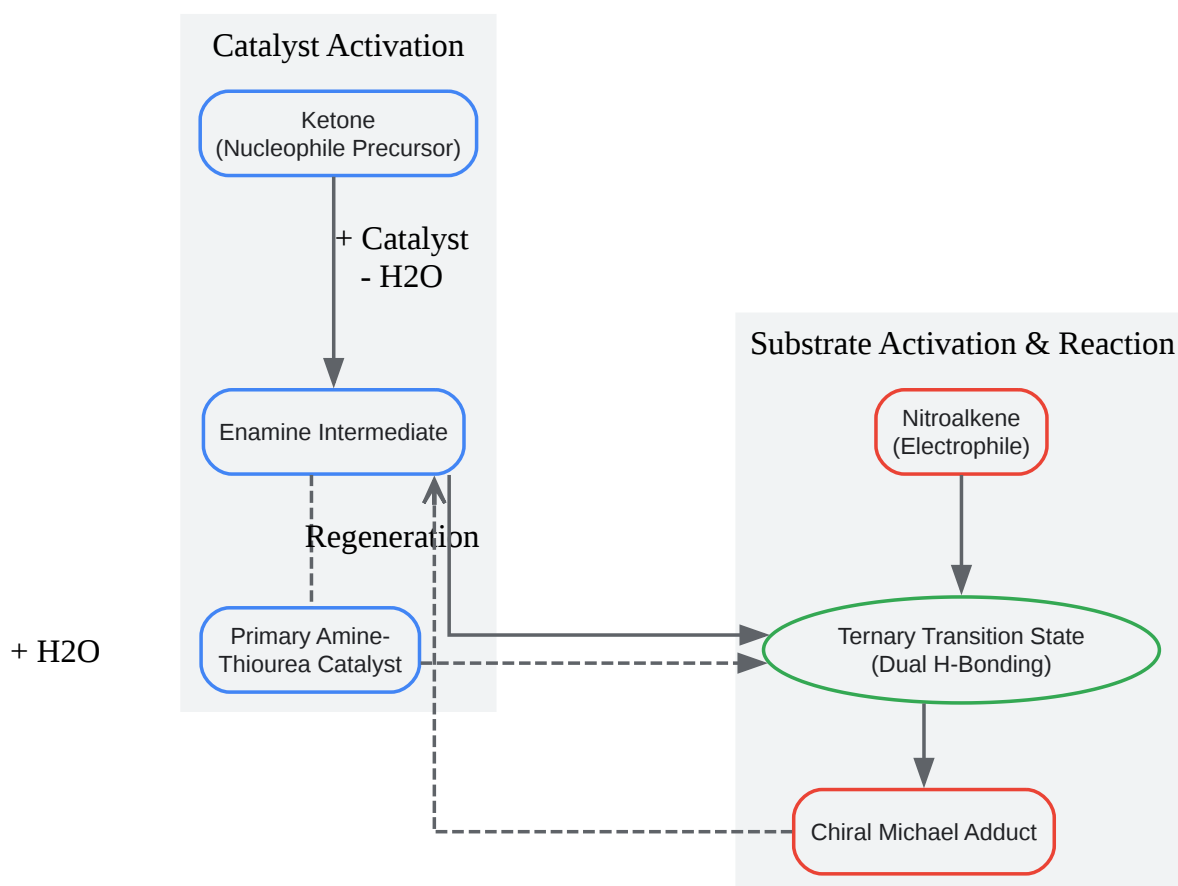 Catalyst Activation
Ketone
(Nucleophile Precursor)
+ Catalyst
- H2O
Enamine Intermediate
Regeneration
Primary Amine-
Thiourea Catalyst
+ H2O
Substrate Activation & Reaction
Nitroalkene
(Electrophile)
Ternary Transition State
(Dual H-Bonding)
Chiral Michael Adduct